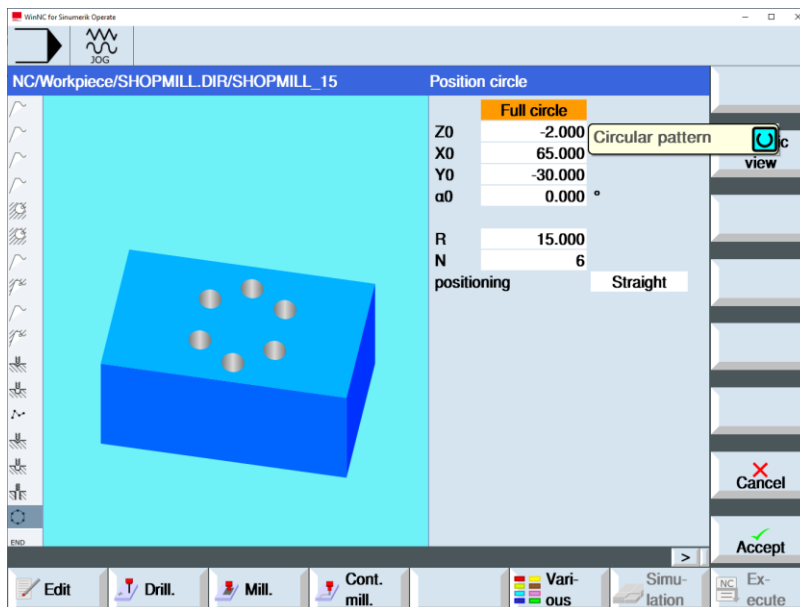 WinNC for Sinumerik Operate
JOG
NC/Workpiece/SHOPMILL.DIR/SHOPMILL_15
Position circle
Full circle
Z0 -2.000
Circular pattern
ic
view
X0 65.000
Y0 -30.000
α0 0.000 °
R 15.000
N 6
positioning Straight
Cancel
END
Accept
>
Edit
Drill.
Mill.
Cont.
mill.
Vari-
ous
Simu-
lation
NC
Ex-
ecute